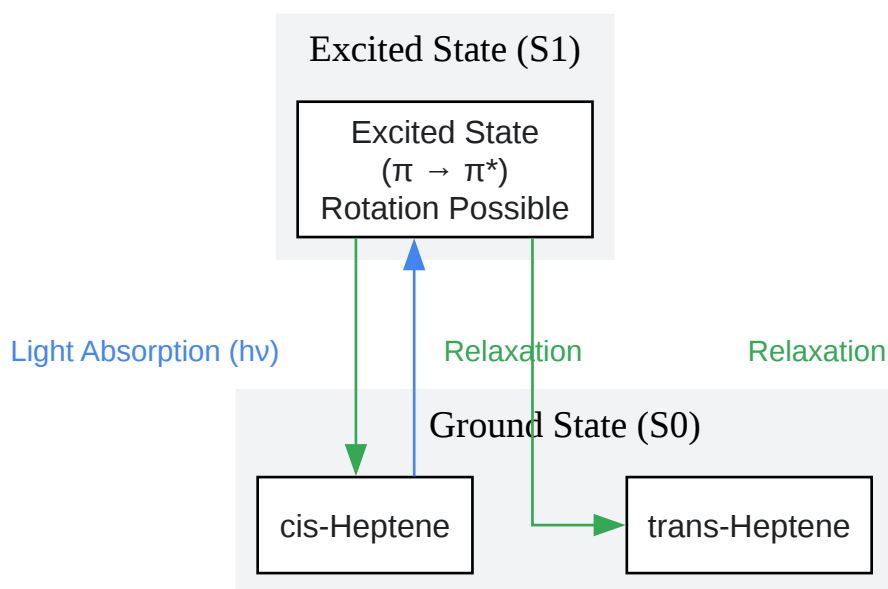 Excited State (S1)
Excited State
(π → π*)
Rotation Possible
Light Absorption (hν)
Relaxation
Relaxation
Ground State (S0)
cis-Heptene
trans-Heptene